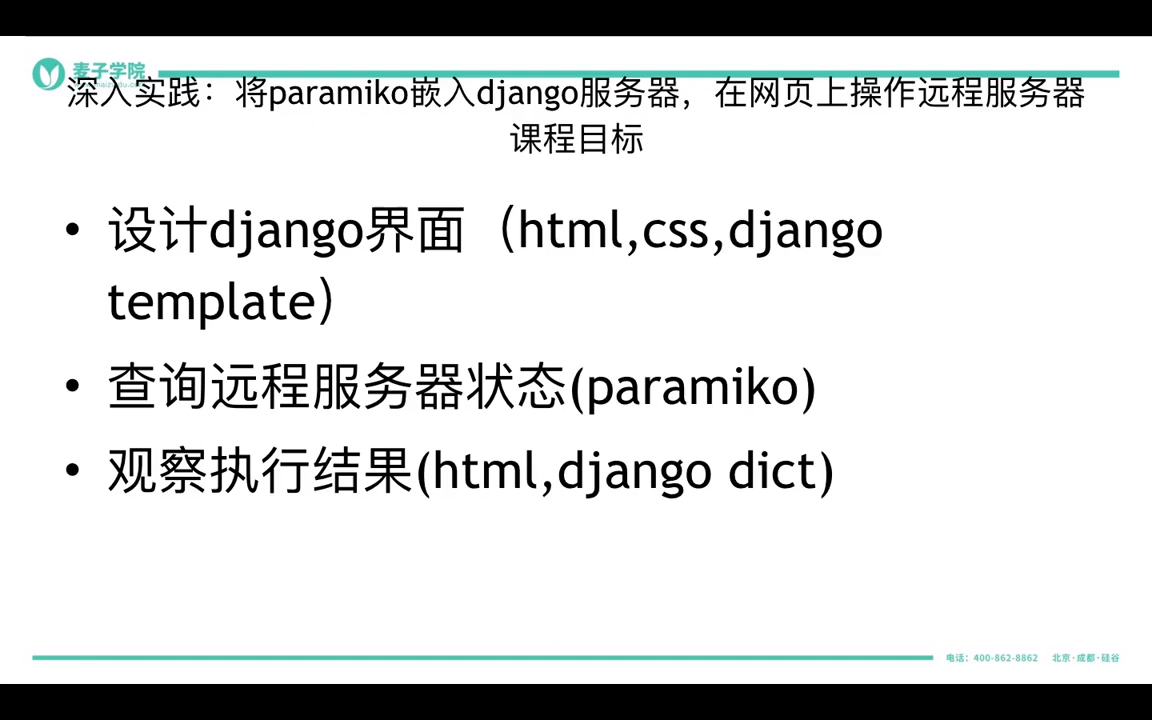 麦子学院
深入实践：将paramiko嵌入django服务器，在网页上操作远程服务器
课程目标
• 设计django界面（html,css,django
template）
• 查询远程服务器状态(paramiko)
• 观察执行结果(html,django dict)
电话：400-862-8862 北京·成都·硅谷